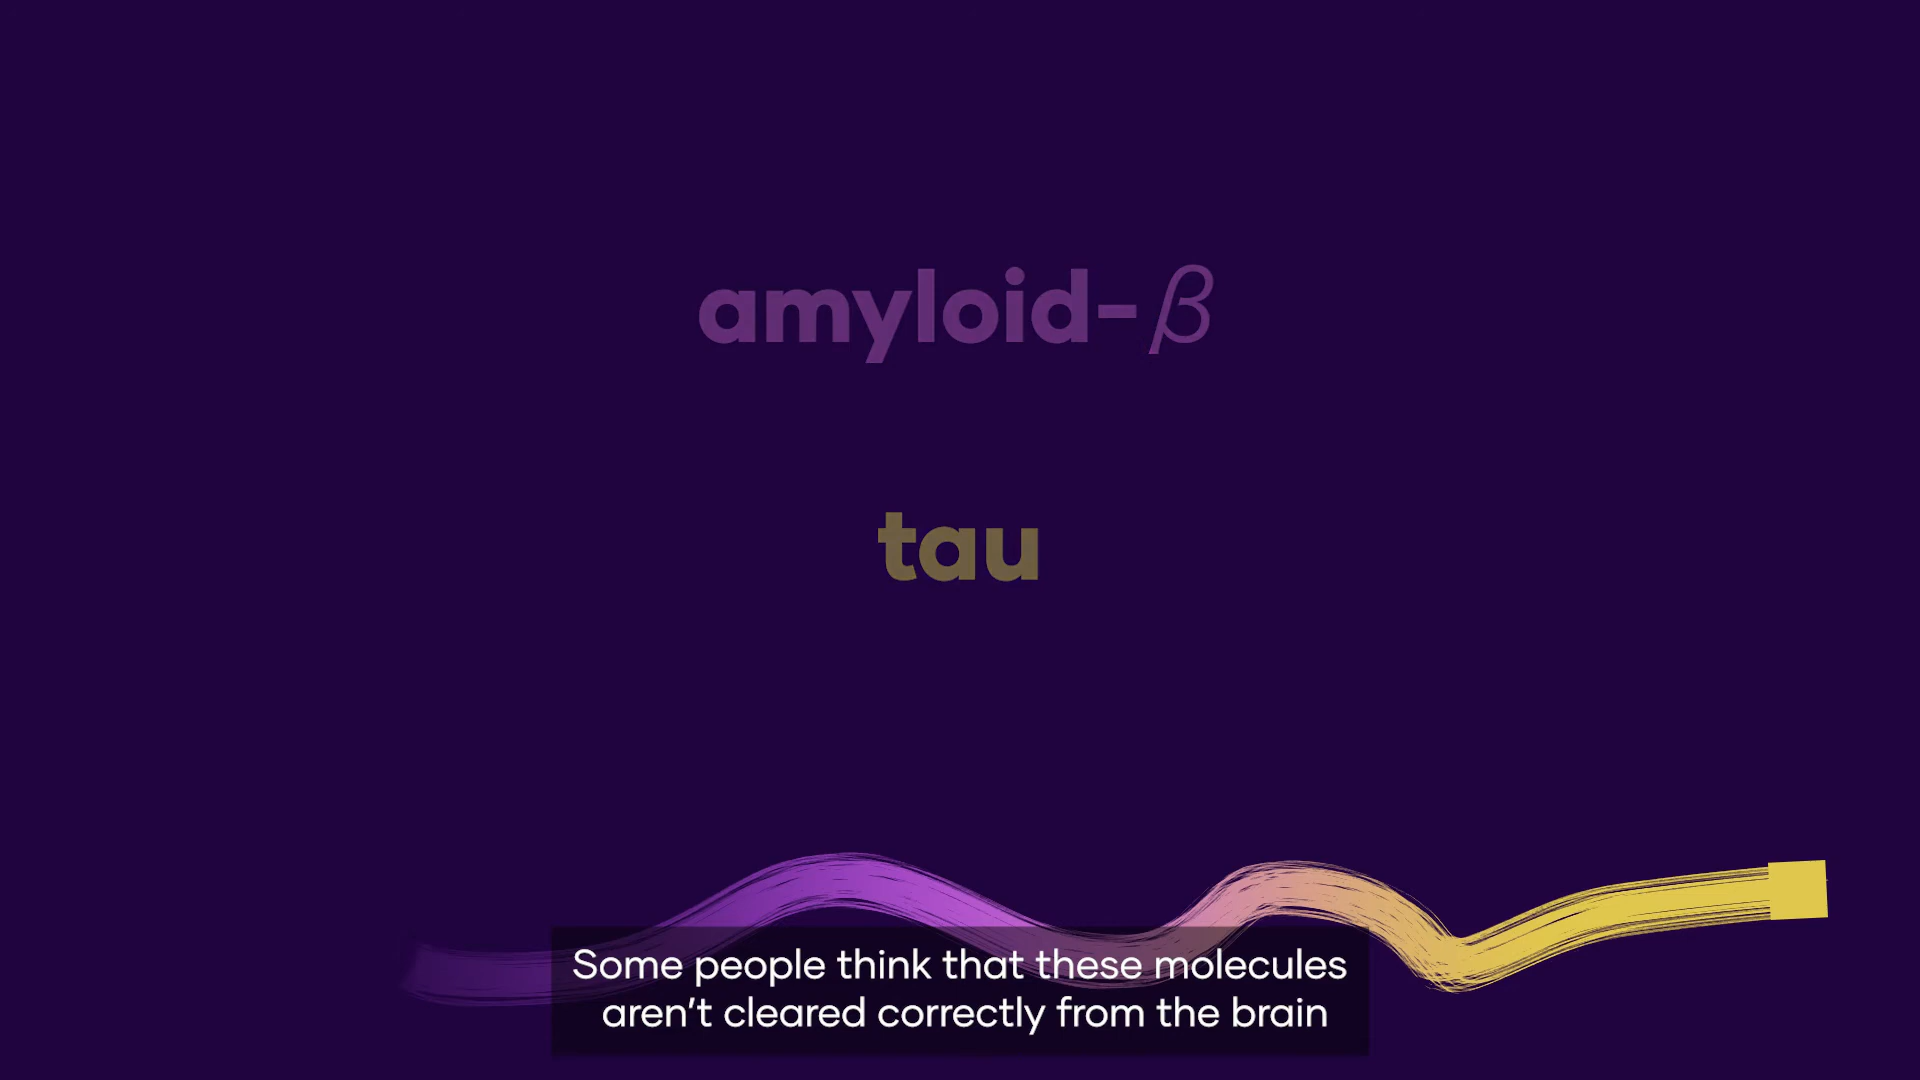 amyloid-β
tau
Some people think that these molecules
aren’t cleared correctly from the brain